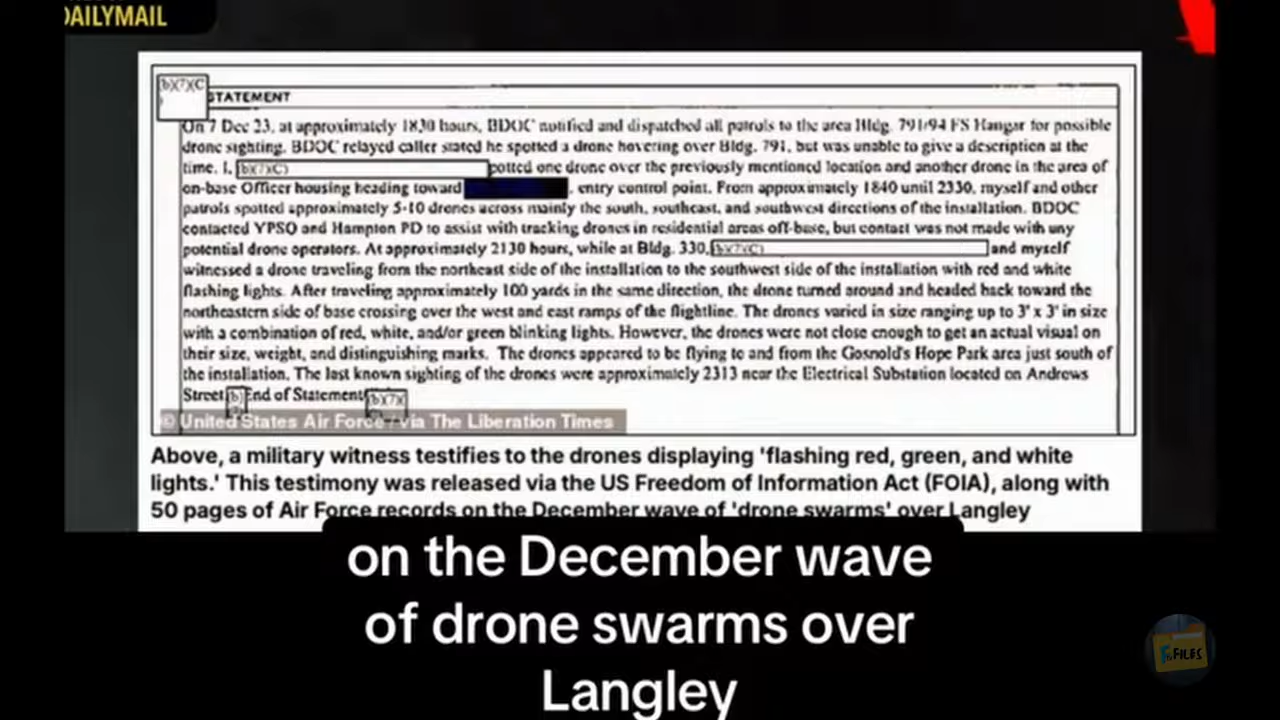 DAILYMAIL
(b)(7)(C
)
STATEMENT
On 7 Dec 23, at approximately 1830 hours, BDOC notified and dispatched all patrols to the area Bldg. 791/94 FS Hangar for possible
drone sighting. BDOC relayed caller stated he spotted a drone hovering over Bldg. 791, but was unable to give a description at the
time. I, (b)(7)(C) potted one drone over the previously mentioned location and another drone in the area of
on-base Officer housing heading toward , entry control point. From approximately 1840 until 2330, myself and other
patrols spotted approximately 5-10 drones across mainly the south, southeast, and southwest directions of the installation. BDOC
contacted YPSO and Hampton PD to assist with tracking drones in residential areas off-base, but contact was not made with any
potential drone operators. At approximately 2130 hours, while at Bldg. 330, (b)(7)(C) and myself
witnessed a drone traveling from the northeast side of the installation to the southwest side of the installation with red and white
flashing lights. After traveling approximately 100 yards in the same direction, the drone turned around and headed back toward the
northeastern side of base crossing over the west and east ramps of the flightline. The drones varied in size ranging up to 3' x 3' in size
with a combination of red, white, and/or green blinking lights. However, the drones were not close enough to get an actual visual on
their size, weight, and distinguishing marks. The drones appeared to be flying to and from the Gosnold's Hope Park area just south of
the installation. The last known sighting of the drones were approximately 2313 near the Electrical Substation located on Andrews
Street. (b) End of Statement (b)(7)(
© United States Air Force / via The Liberation Times
Above, a military witness testifies to the drones displaying 'flashing red, green, and white
lights.' This testimony was released via the US Freedom of Information Act (FOIA), along with
50 pages of Air Force records on the December wave of 'drone swarms' over Langley
on the December wave
of drone swarms over
Langley
FILES